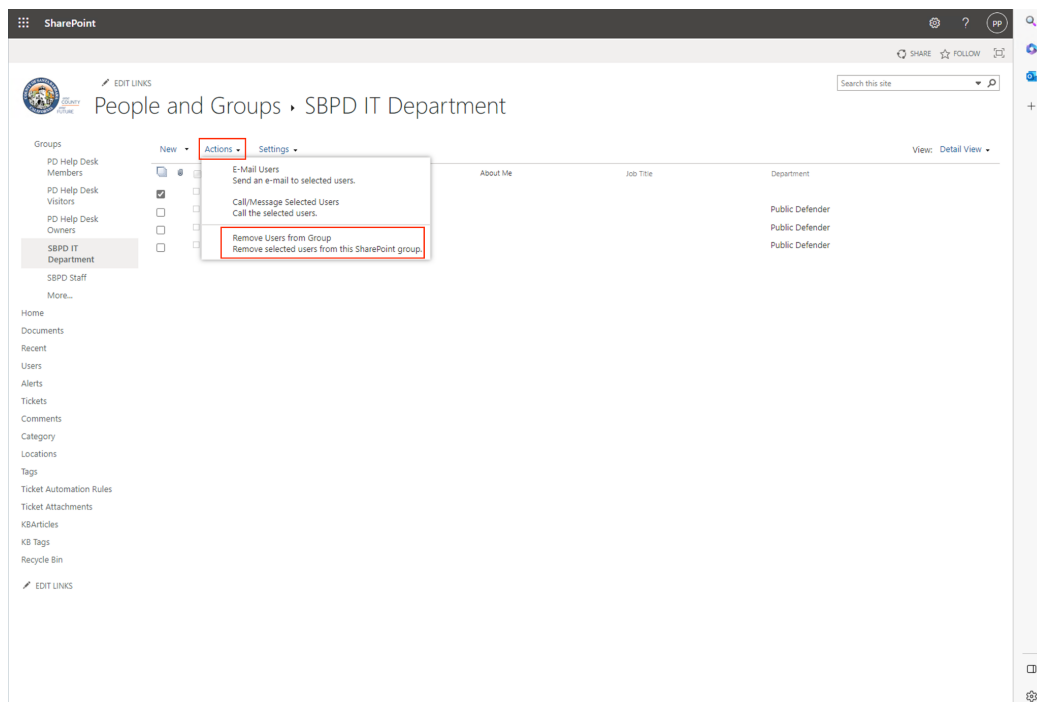 SharePoint
?
PP
SHARE
FOLLOW
EDIT LINKS
Search this site
People and Groups › SBPD IT Department
Groups
PD Help Desk
Members
PD Help Desk
Visitors
PD Help Desk
Owners
SBPD IT
Department
SBPD Staff
More...
Home
Documents
Recent
Users
Alerts
Tickets
Comments
Category
Locations
Tags
Ticket Automation Rules
Ticket Attachments
KBArticles
KB Tags
Recycle Bin
EDIT LINKS
New
Actions
Settings
View: Detail View
E-Mail Users
Send an e-mail to selected users.
Call/Message Selected Users
Call the selected users.
Remove Users from Group
Remove selected users from this SharePoint group.
About Me
Job Title
Department
Public Defender
Public Defender
Public Defender